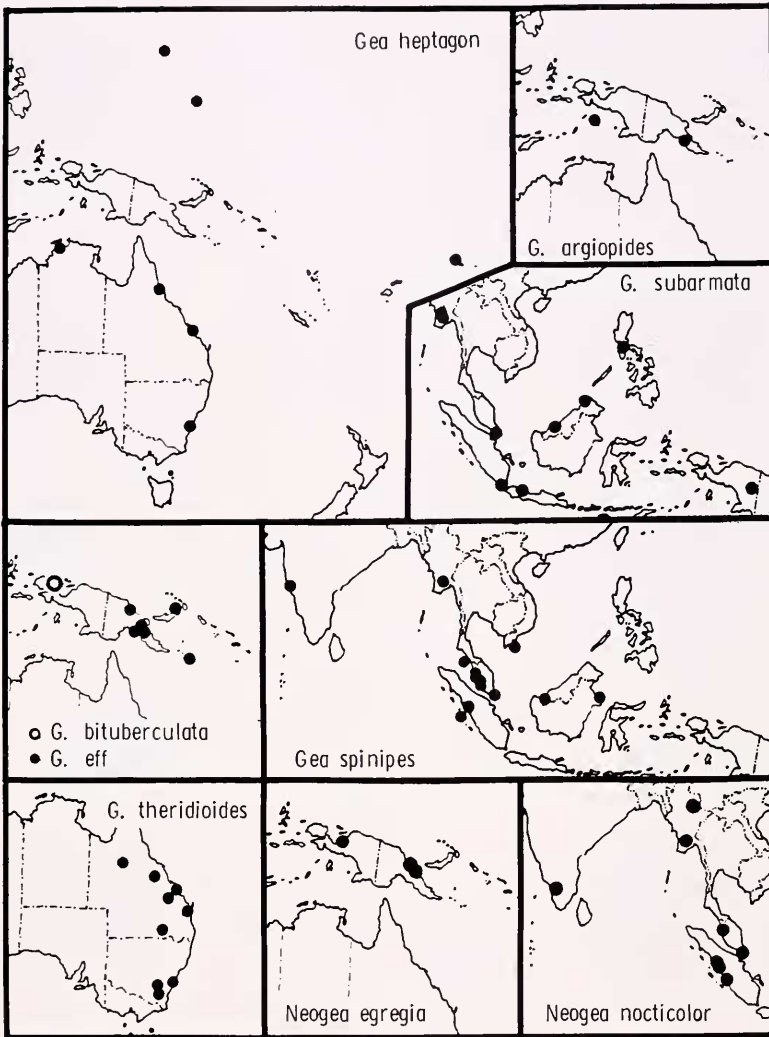 Gea heptagon
G. argiopides
G. subarmata
G. bituberculata
G. eff
Gea spinipes
G. theridioides
Neogea egregia
Neogea nocticolor